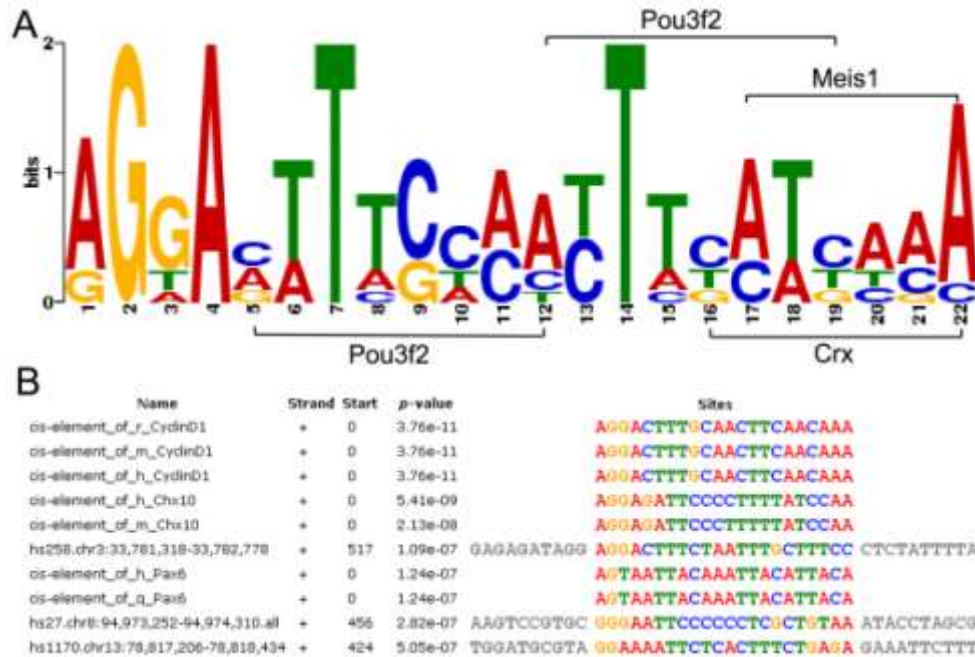 A
Pou3f2
Meis1
2
bits
1
0
1 2 3 4 5 6 7 8 9 10 11 12 13 14 15 16 17 18 19 20 21 22
Pou3f2
Crx
B
Name Strand Start p-value Sites
cis-element_of_r_CyclinD1 + 0 3.76e-11 AGGACTTTGCAACTTCAACAAA
cis-element_of_m_CyclinD1 + 0 3.76e-11 AGGACTTTGCAACTTCAACAAA
cis-element_of_h_CyclinD1 + 0 3.76e-11 AGGACTTTGCAACTTCAACAAA
cis-element_of_h_Chx10 + 0 5.41e-09 AGGAGATTCCCCTTTTATCCAA
cis-element_of_m_Chx10 + 0 2.13e-08 AGGAGATTCCCTTTTTATCCAA
hs258.chr3:33,781,318-33,782,778 + 517 1.09e-07 GAGAGATAGG AGGACTTTCTAATTTGCTTTCC CTCTATTTTA
cis-element_of_h_Pax6 + 0 1.24e-07 AGTAATTACAAATTACATTACA
cis-element_of_q_Pax6 + 0 1.24e-07 AGTAATTACAAATTACATTACA
hs27.chr8:94,973,252-94,974,310.all + 456 2.82e-07 AAGTCCGTGC GGGAATTCCCCCCTCGCTGTAA ATACCTAGCG
hs1170.chr13:78,817,206-78,818,434 + 424 5.05e-07 TGGATGCGTA GGAAAATTCTCACTTTCTCTGAGA GAAATTCTTG